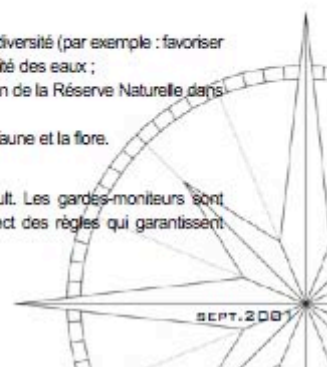 diversité (par exemple : favoriser
ité des eaux ;
n de la Réserve Naturelle dans
faune et la flore.
ult. Les gardes-moniteurs sont
ect des règles qui garantissent
SEPT.2001